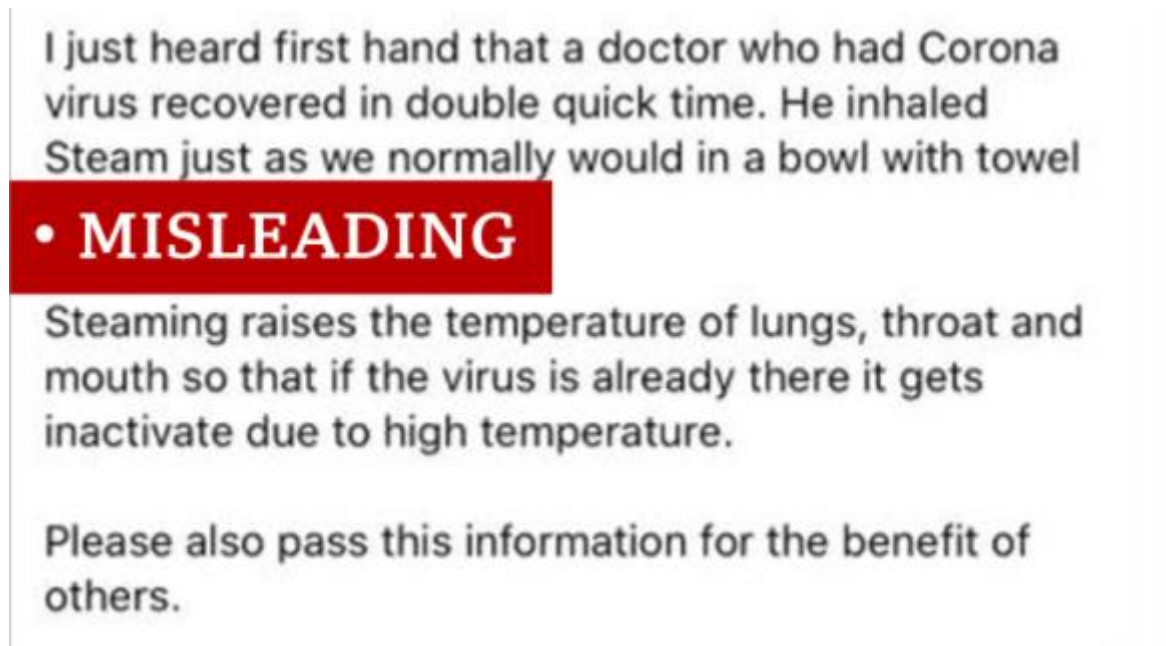 I just heard first hand that a doctor who had Corona
virus recovered in double quick time. He inhaled
Steam just as we normally would in a bowl with towel
• MISLEADING
Steaming raises the temperature of lungs, throat and
mouth so that if the virus is already there it gets
inactivate due to high temperature.
Please also pass this information for the benefit of
others.